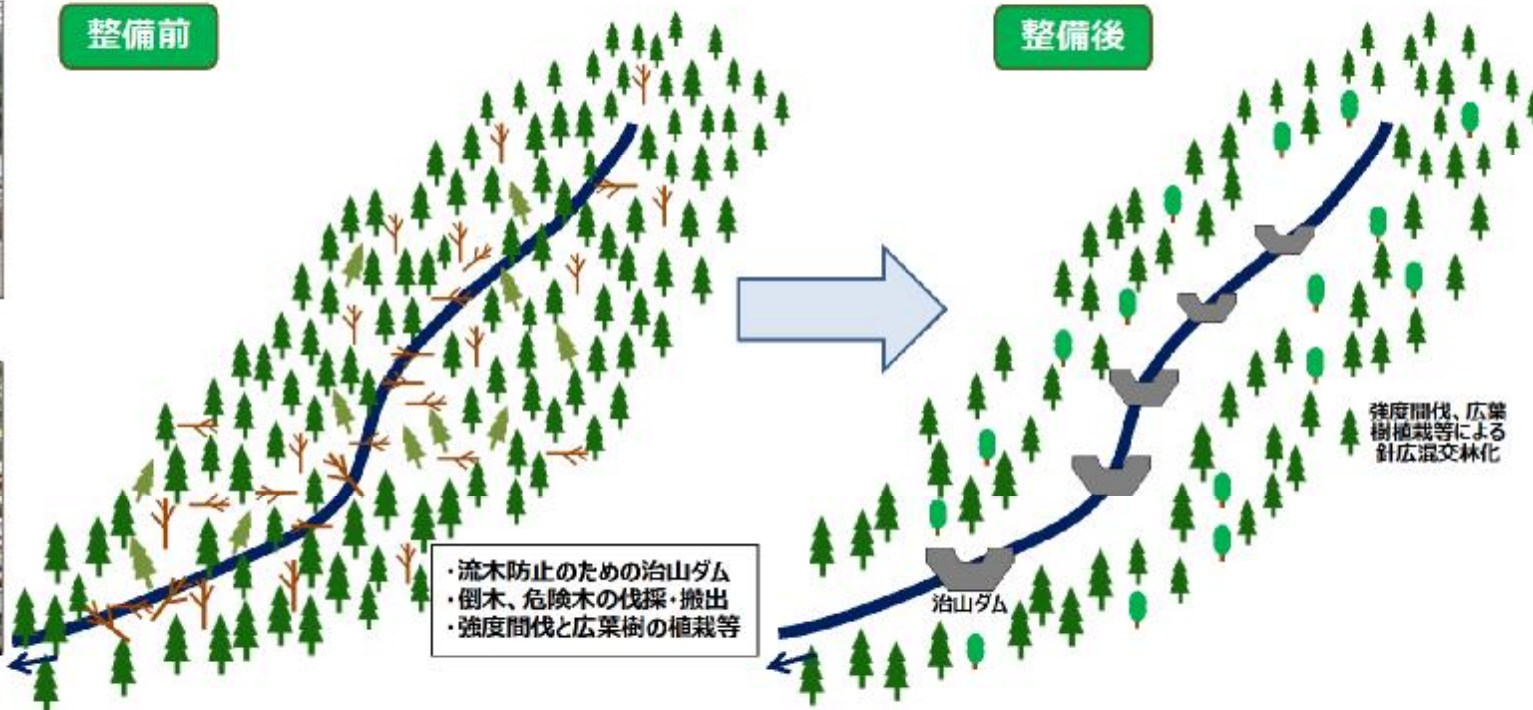 整備前
整備後
・流木防止のための治山ダム
・倒木、危険木の伐採・搬出
・強度間伐と広葉樹の植栽等
治山ダム
強度間伐、広葉
樹植栽等による
針広混交林化